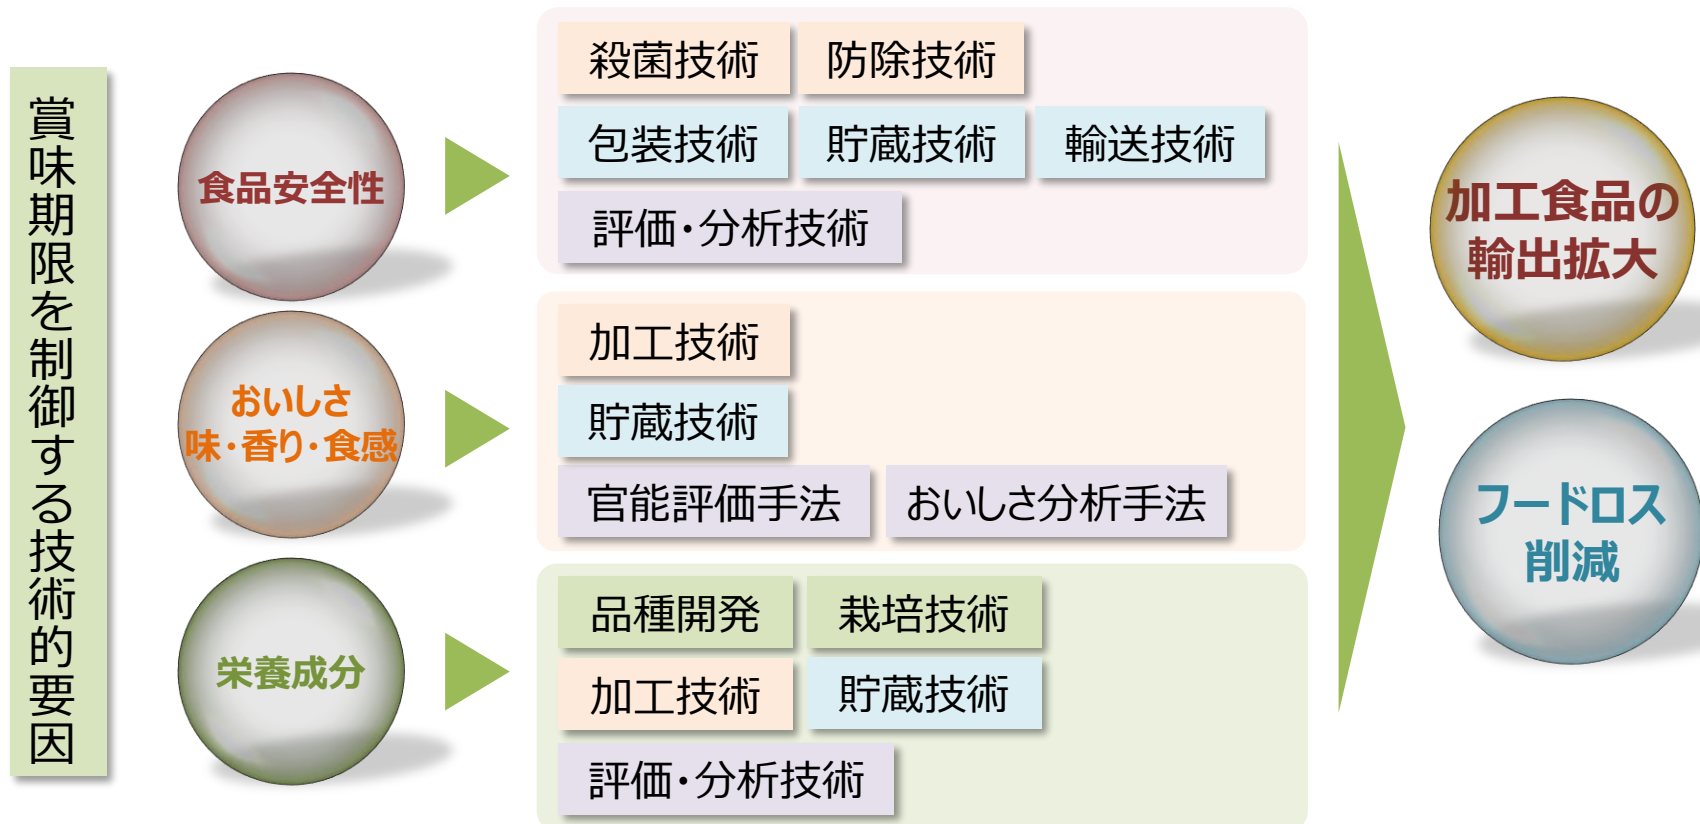 賞味期限を制御する技術的要因
食品安全性
殺菌技術 防除技術
包装技術 貯蔵技術 輸送技術
評価・分析技術
おいしさ
味・香り・食感
加工技術
貯蔵技術
官能評価手法 おいしさ分析手法
栄養成分
品種開発 栽培技術
加工技術 貯蔵技術
評価・分析技術
加工食品の
輸出拡大
フードロス
削減